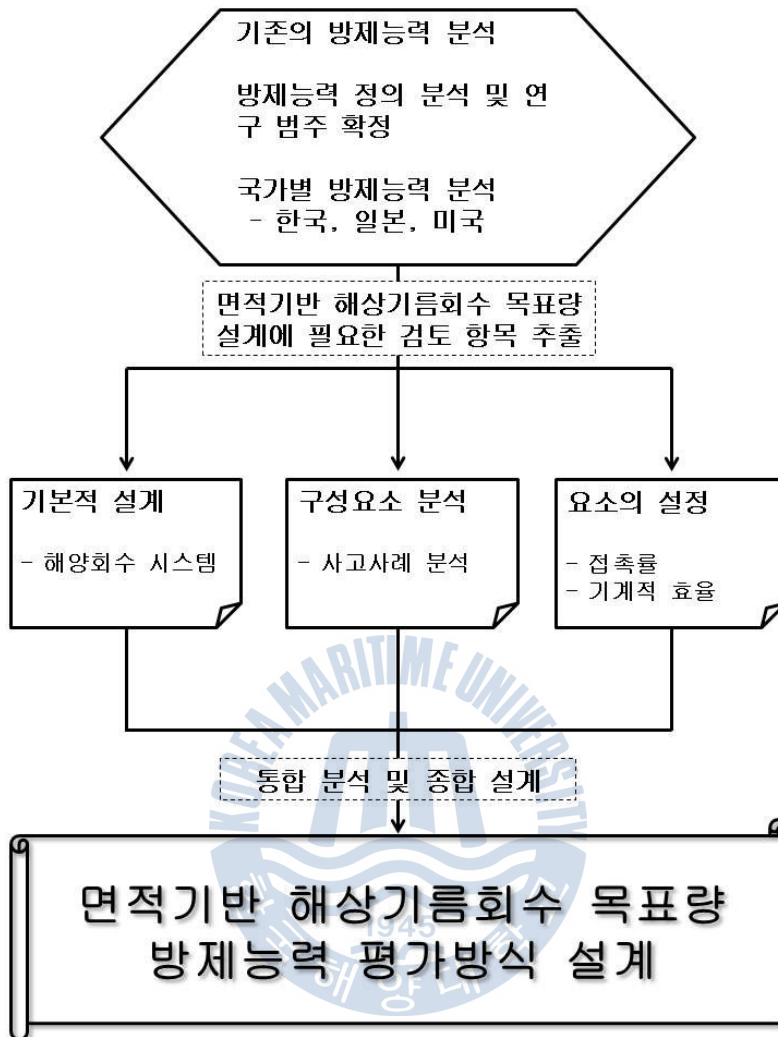 기존의 방제능력 분석
방제능력 정의 분석 및 연
구 범주 확정
국가별 방제능력 분석
- 한국, 일본, 미국
면적기반 해상기름회수 목표량
설계에 필요한 검토 항목 추출
기본적 설계
- 해양회수 시스템
구성요소 분석
- 사고사례 분석
요소의 설정
- 접촉률
- 기계적 효율
KOREA MARITIME UNIVERSITY
통합 분석 및 종합 설계
면적기반 해상기름회수 목표량
방제능력 평가방식 설계
1945
해양대